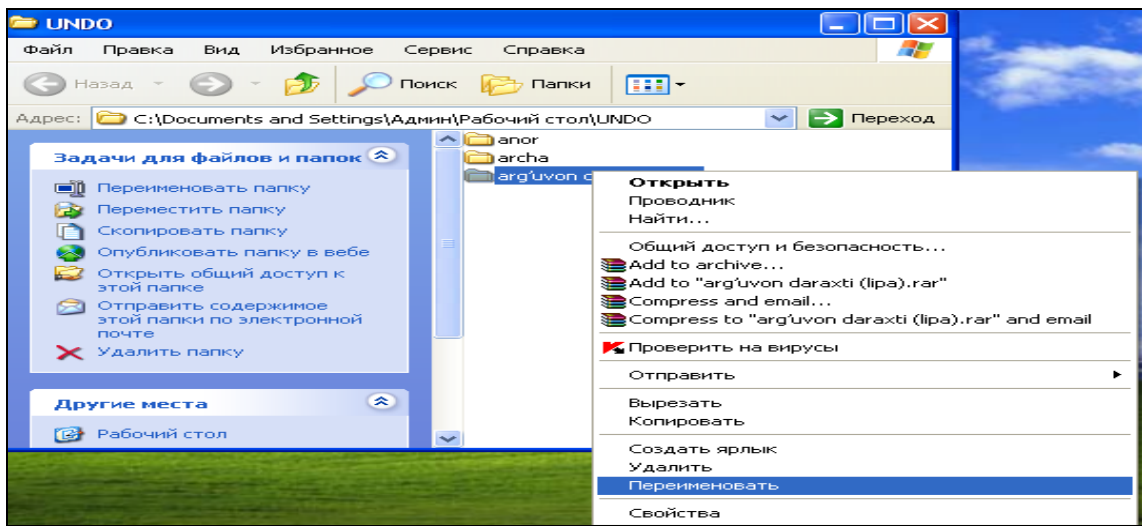 UNDO
Файл Правка Вид Избранное Сервис Справка
Назад Поиск Папки
Адрес: C:\Documents and Settings\Админ\Рабочий стол\UNDO Переход
Задачи для файлов и папок
Переименовать папку
Переместить папку
Скопировать папку
Опубликовать папку в вебе
Открыть общий доступ к
этой папке
Отправить содержимое
этой папки по электронной
почте
Удалить папку
Другие места
Рабочий стол
anor
archa
arg'uvon
Открыть
Проводник
Найти...
Общий доступ и безопасность...
Add to archive...
Add to "arg'uvon daraxti (lipa).rar"
Compress and email...
Compress to "arg'uvon daraxti (lipa).rar" and email
Проверить на вирусы
Отправить
Вырезать
Копировать
Создать ярлык
Удалить
Переименовать
Свойства